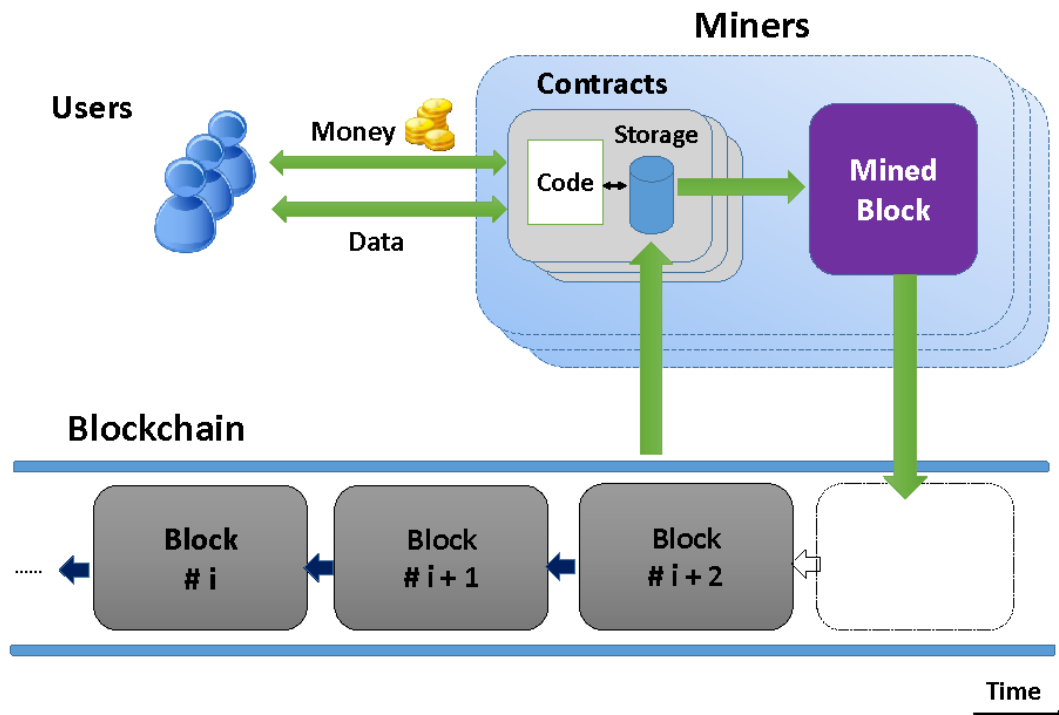 Miners
Contracts
Users
Money
Storage
Code
Mined
Block
Data
Blockchain
Block
# i
Block
# i + 1
Block
# i + 2
......
Time